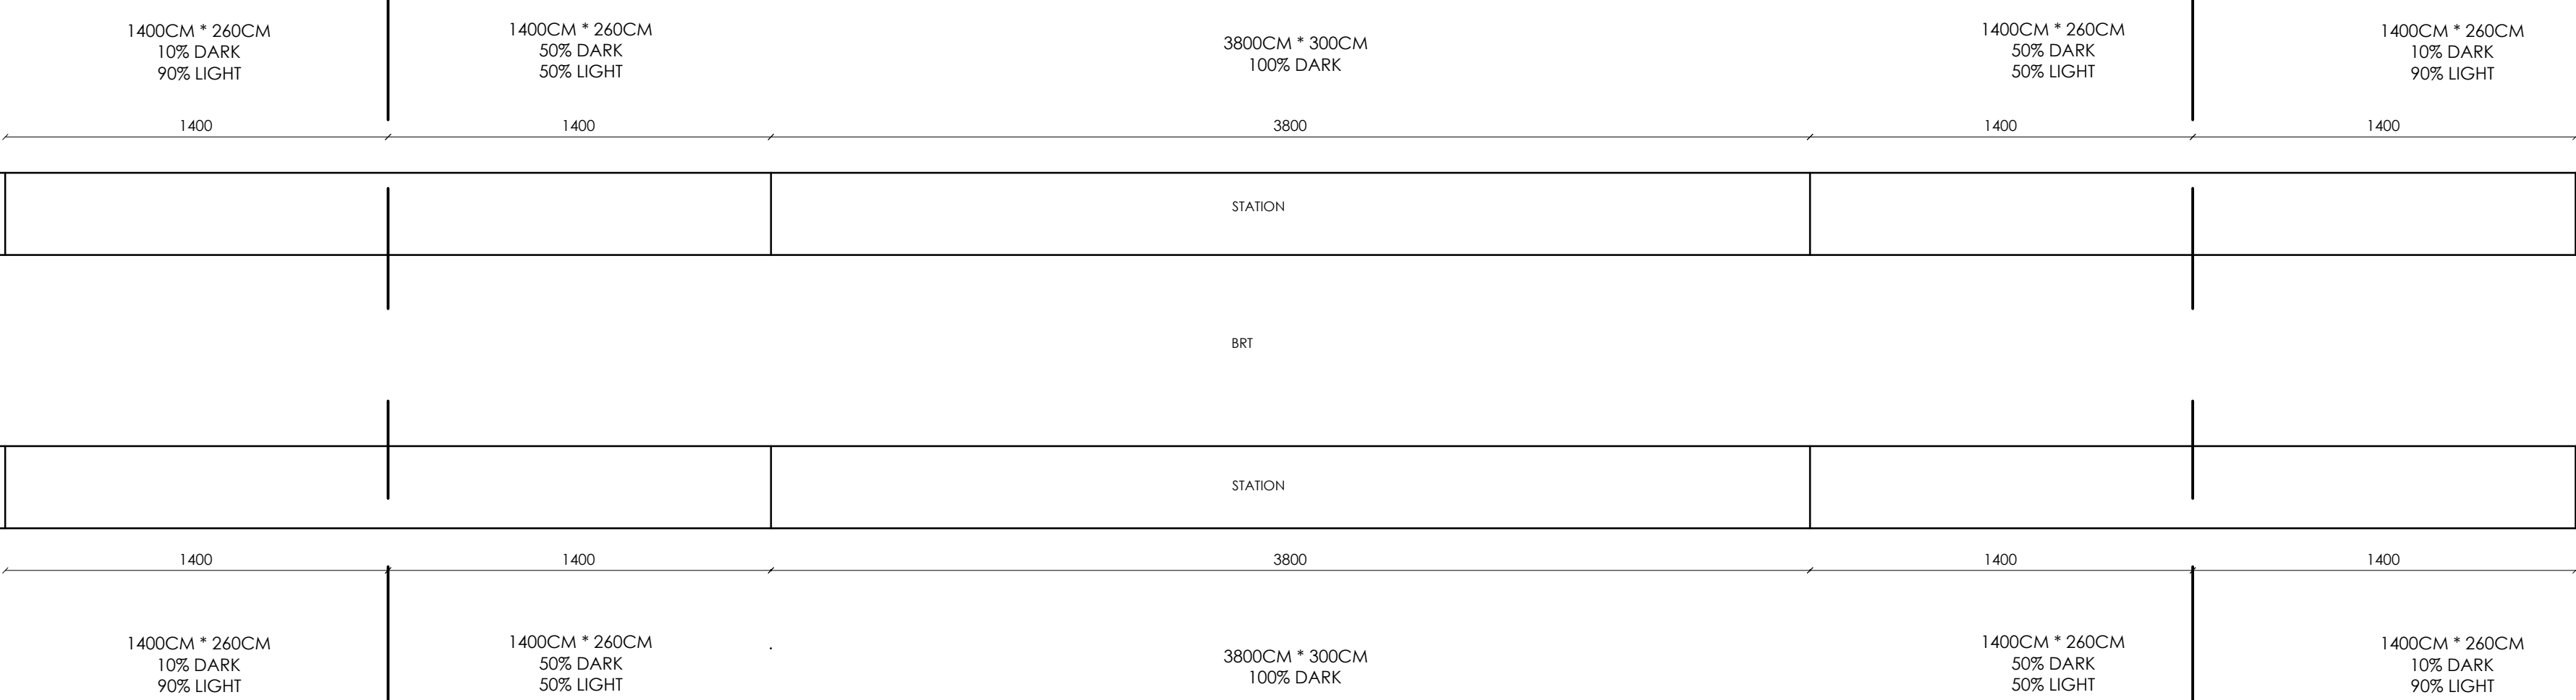 1400CM * 260CM
10% DARK
90% LIGHT
1400CM * 260CM
50% DARK
50% LIGHT
3800CM * 300CM
100% DARK
1400CM * 260CM
50% DARK
50% LIGHT
1400CM * 260CM
10% DARK
90% LIGHT
1400
1400
3800
1400
1400
STATION
BRT
STATION
1400
1400
3800
1400
1400
1400CM * 260CM
10% DARK
90% LIGHT
1400CM * 260CM
50% DARK
50% LIGHT
3800CM * 300CM
100% DARK
1400CM * 260CM
50% DARK
50% LIGHT
1400CM * 260CM
10% DARK
90% LIGHT